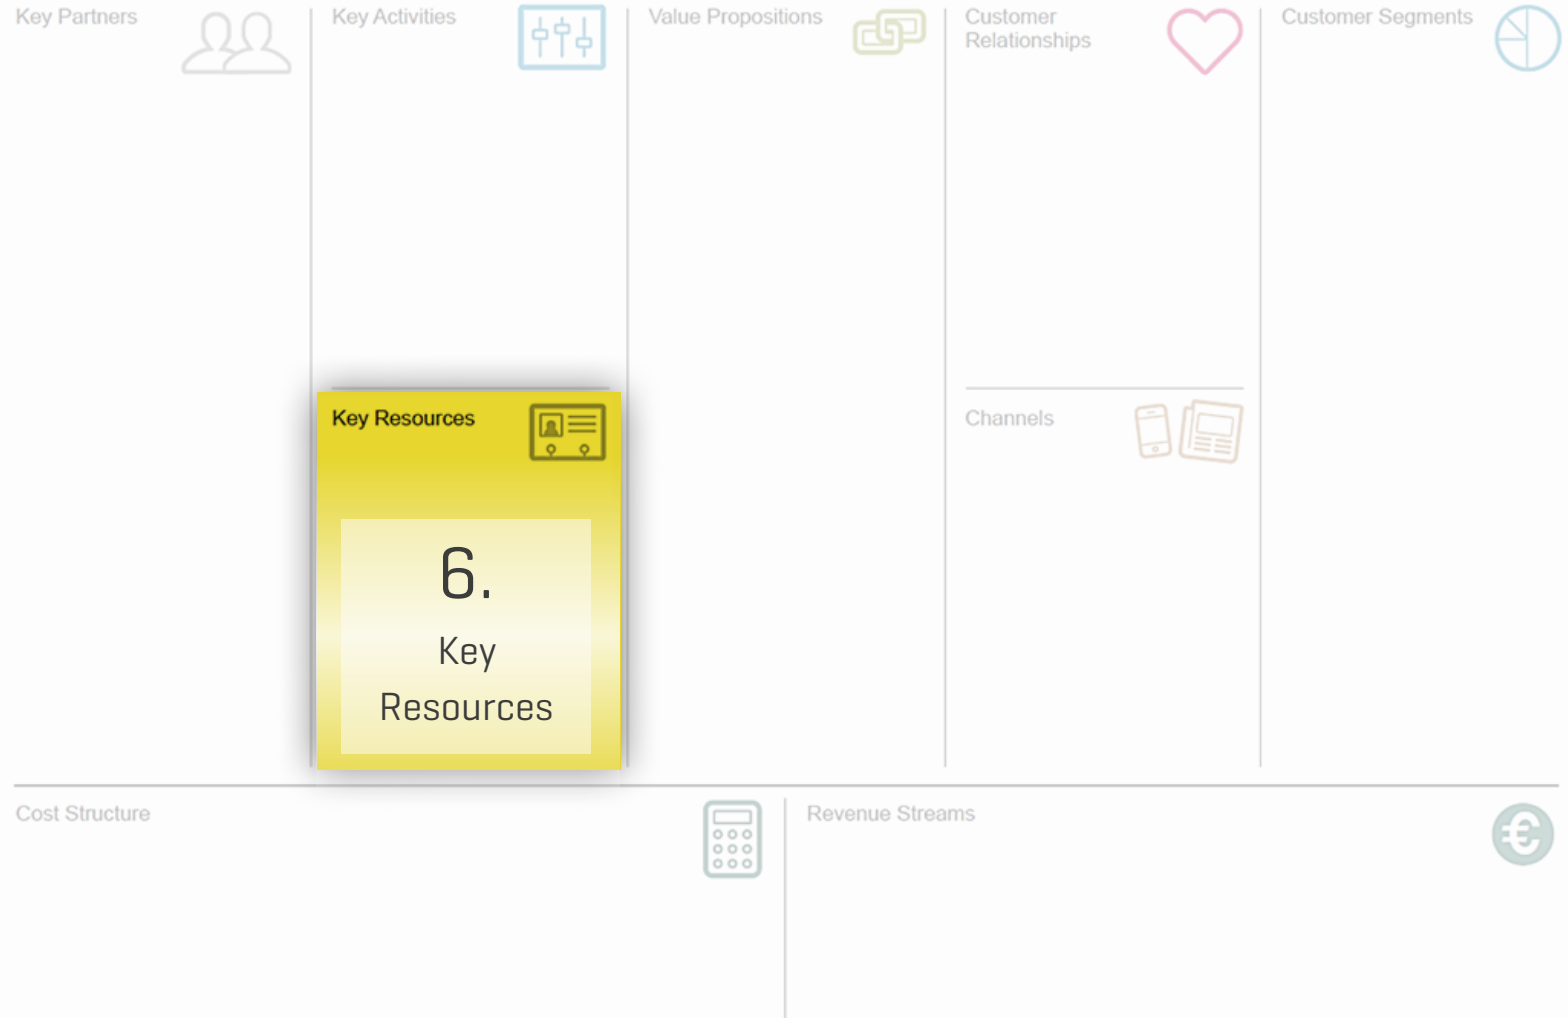 Key Partners
Key Activities
Value Propositions
Customer
Relationships
Customer Segments
Key Resources
6.
Key
Resources
Channels
Cost Structure
Revenue Streams
€